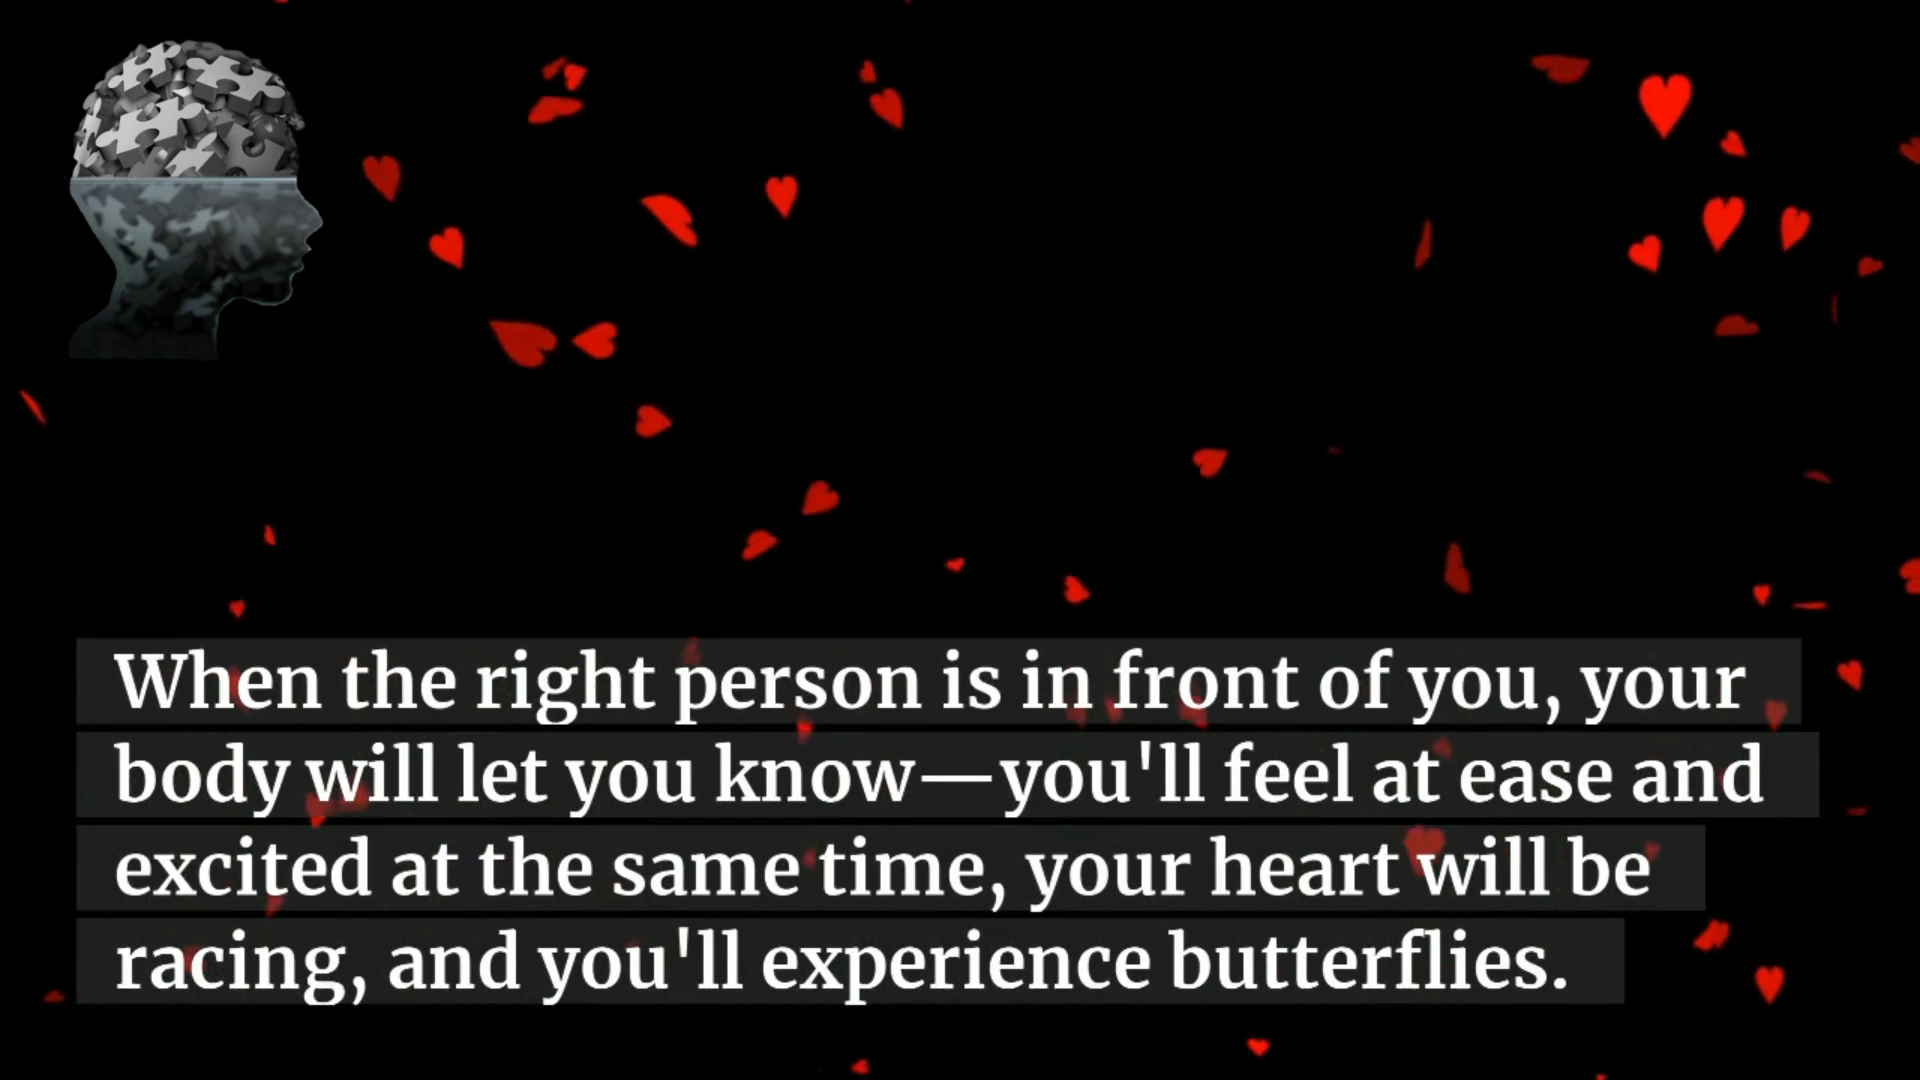 When the right person is in front of you, your
body will let you know—you'll feel at ease and
excited at the same time, your heart will be
racing, and you'll experience butterflies.